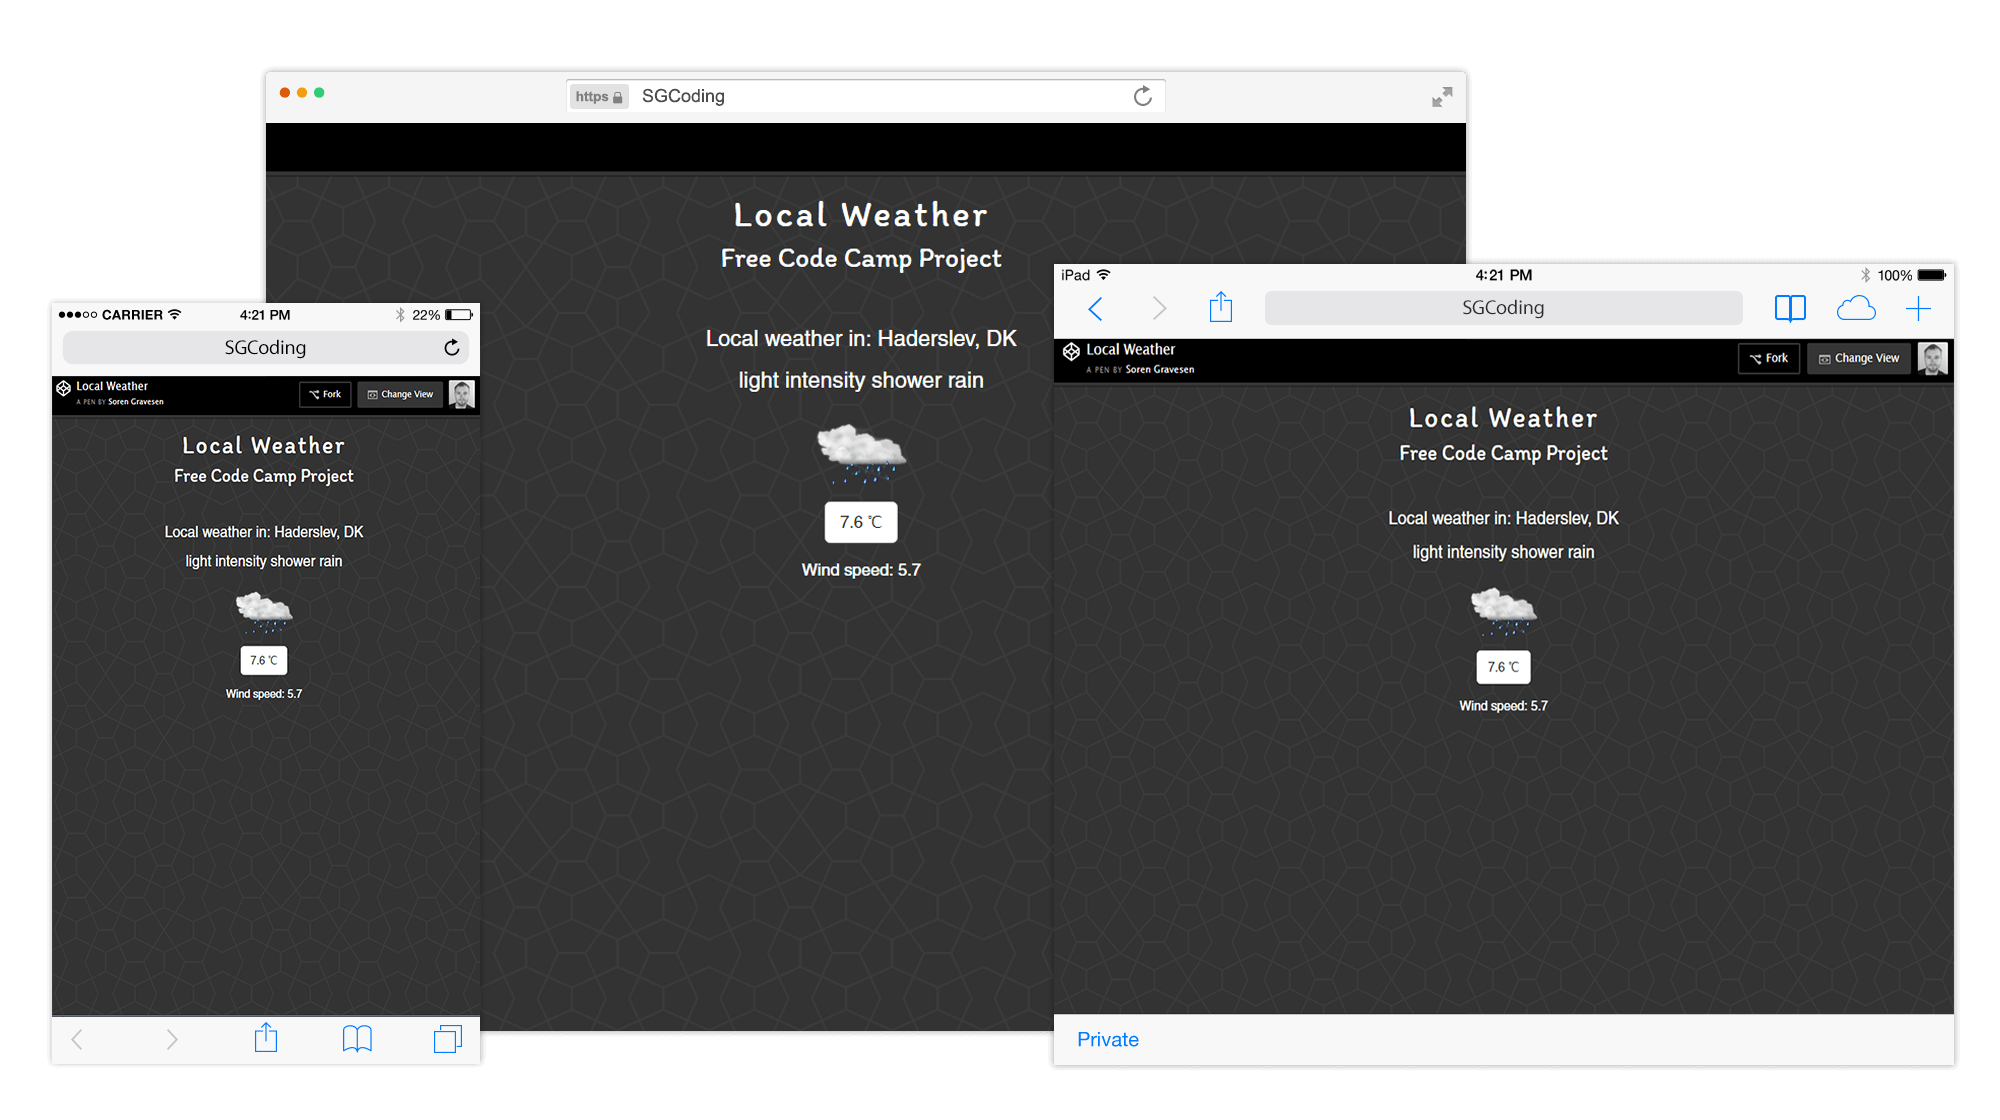 https SGCoding
Local Weather
Free Code Camp Project
Local weather in: Haderslev, DK
light intensity shower rain
7.6 °C
Wind speed: 5.7
CARRIER 4:21 PM 22%
SGCoding
Local Weather
A PEN BY Soren Gravesen
Fork Change View
Local Weather
Free Code Camp Project
Local weather in: Haderslev, DK
light intensity shower rain
7.6 °C
Wind speed: 5.7
iPad 4:21 PM 100%
SGCoding
Local Weather
A PEN BY Soren Gravesen
Fork Change View
Local Weather
Free Code Camp Project
Local weather in: Haderslev, DK
light intensity shower rain
7.6 °C
Wind speed: 5.7
Private